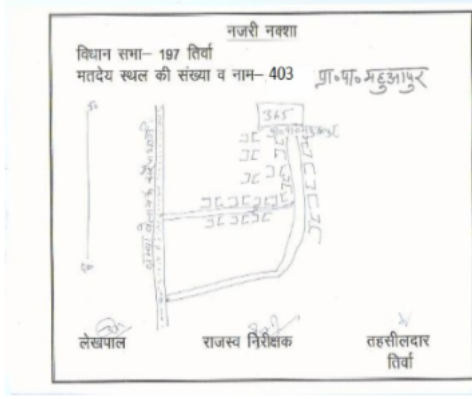 नजरी नक्शा
विधान सभा– 197 तिर्वा
मतदेय स्थल की संख्या व नाम– 403 प्रा०पा० महुआपुर
365
लेखपाल राजस्व निरीक्षक तहसीलदार
तिर्वा